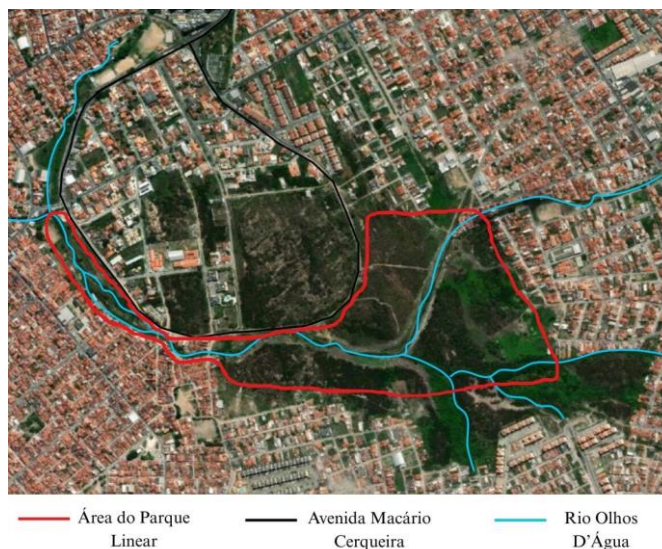 Área do Parque
Linear
Avenida Macário
Cerqueira
Rio Olhos
D'Água